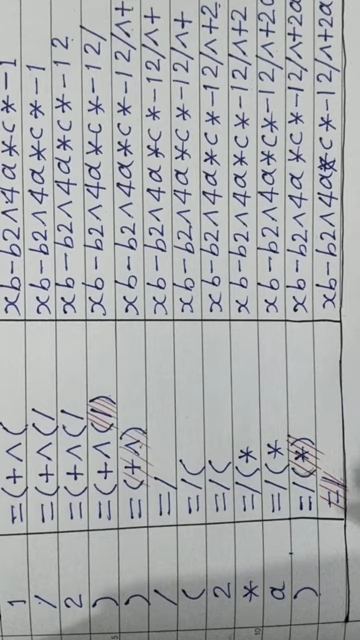 1 =(+^( xb-b2^4a*c*-1
/ =(+^(/ xb-b2^4a*c*-1
2 =(+^(/ xb-b2^4a*c*-12
) =(+^(/) xb-b2^4a*c*-12/
) =(+^) xb-b2^4a*c*-12/^+
/ =/ xb-b2^4a*c*-12/^+
( =/( xb-b2^4a*c*-12/^+
2 =/( xb-b2^4a*c*-12/^+2
* =/(* xb-b2^4a*c*-12/^+2
a =/(* xb-b2^4a*c*-12/^+2a
) =/(*) xb-b2^4a*c*-12/^+2a
xb-b2^4a*c*-12/^+2a